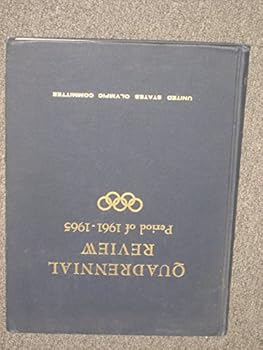 QUADRENNIAL
REVIEW
Period of 1961-1965
UNITED STATES OLYMPIC COMMITTEE